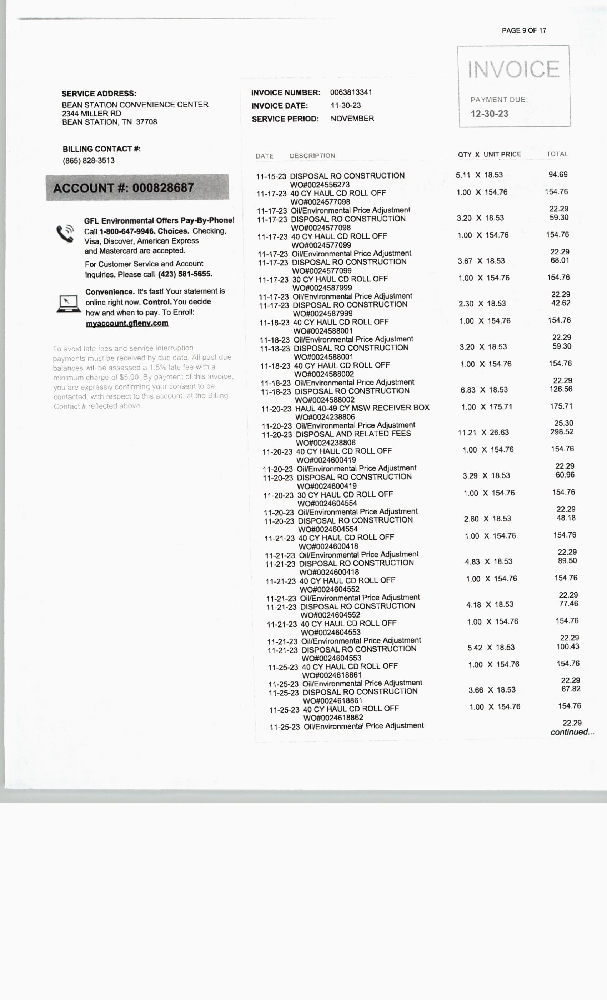 PAGE 9 OF 17
INVOICE
PAYMENT DUE:
12-30-23
SERVICE ADDRESS:
BEAN STATION CONVENIENCE CENTER
2344 MILLER RD
BEAN STATION, TN 37708
INVOICE NUMBER: 0063813341
INVOICE DATE: 11-30-23
SERVICE PERIOD: NOVEMBER
BILLING CONTACT #:
(865) 828-3513
ACCOUNT #: 000828687
GFL Environmental Offers Pay-By-Phone!
Call 1-800-647-9946. Choices. Checking,
Visa, Discover, American Express
and Mastercard are accepted.
For Customer Service and Account
Inquiries, Please call (423) 581-5655.
Convenience. It's fast! Your statement is
online right now. Control. You decide
how and when to pay. To Enroll:
myaccount.gflenv.com
To avoid late fees and service interruption,
payments must be received by due date. All past due
balances will be assessed a 1.5% late fee with a
minimum charge of $5.00. By payment of this invoice,
you are expressly confirming your consent to be
contacted, with respect to this account, at the Billing
Contact # reflected above.
DATE DESCRIPTION QTY X UNIT PRICE TOTAL
11-15-23 DISPOSAL RO CONSTRUCTION 5.11 X 18.53 94.69
WO#0024556273
11-17-23 40 CY HAUL CD ROLL OFF 1.00 X 154.76 154.76
WO#0024577098
11-17-23 Oil/Environmental Price Adjustment 22.29
11-17-23 DISPOSAL RO CONSTRUCTION 3.20 X 18.53 59.30
WO#0024577098
11-17-23 40 CY HAUL CD ROLL OFF 1.00 X 154.76 154.76
WO#0024577099
11-17-23 Oil/Environmental Price Adjustment 22.29
11-17-23 DISPOSAL RO CONSTRUCTION 3.67 X 18.53 68.01
WO#0024577099
11-17-23 30 CY HAUL CD ROLL OFF 1.00 X 154.76 154.76
WO#0024587999
11-17-23 Oil/Environmental Price Adjustment 22.29
11-17-23 DISPOSAL RO CONSTRUCTION 2.30 X 18.53 42.62
WO#0024587999
11-18-23 40 CY HAUL CD ROLL OFF 1.00 X 154.76 154.76
WO#0024588001
11-18-23 Oil/Environmental Price Adjustment 22.29
11-18-23 DISPOSAL RO CONSTRUCTION 3.20 X 18.53 59.30
WO#0024588001
11-18-23 40 CY HAUL CD ROLL OFF 1.00 X 154.76 154.76
WO#0024588002
11-18-23 Oil/Environmental Price Adjustment 22.29
11-18-23 DISPOSAL RO CONSTRUCTION 6.83 X 18.53 126.56
WO#0024588002
11-20-23 HAUL 40-49 CY MSW RECEIVER BOX 1.00 X 175.71 175.71
WO#0024238806
11-20-23 Oil/Environmental Price Adjustment 25.30
11-20-23 DISPOSAL AND RELATED FEES 11.21 X 26.63 298.52
WO#0024238806
11-20-23 40 CY HAUL CD ROLL OFF 1.00 X 154.76 154.76
WO#0024600419
11-20-23 Oil/Environmental Price Adjustment 22.29
11-20-23 DISPOSAL RO CONSTRUCTION 3.29 X 18.53 60.96
WO#0024600419
11-20-23 30 CY HAUL CD ROLL OFF 1.00 X 154.76 154.76
WO#0024604554
11-20-23 Oil/Environmental Price Adjustment 22.29
11-20-23 DISPOSAL RO CONSTRUCTION 2.60 X 18.53 48.18
WO#0024604554
11-21-23 40 CY HAUL CD ROLL OFF 1.00 X 154.76 154.76
WO#0024600418
11-21-23 Oil/Environmental Price Adjustment 22.29
11-21-23 DISPOSAL RO CONSTRUCTION 4.83 X 18.53 89.50
WO#0024600418
11-21-23 40 CY HAUL CD ROLL OFF 1.00 X 154.76 154.76
WO#0024604552
11-21-23 Oil/Environmental Price Adjustment 22.29
11-21-23 DISPOSAL RO CONSTRUCTION 4.18 X 18.53 77.46
WO#0024604552
11-21-23 40 CY HAUL CD ROLL OFF 1.00 X 154.76 154.76
WO#0024604553
11-21-23 Oil/Environmental Price Adjustment 22.29
11-21-23 DISPOSAL RO CONSTRUCTION 5.42 X 18.53 100.43
WO#0024604553
11-25-23 40 CY HAUL CD ROLL OFF 1.00 X 154.76 154.76
WO#0024618861
11-25-23 Oil/Environmental Price Adjustment 22.29
11-25-23 DISPOSAL RO CONSTRUCTION 3.66 X 18.53 67.82
WO#0024618861
11-25-23 40 CY HAUL CD ROLL OFF 1.00 X 154.76 154.76
WO#0024618862
11-25-23 Oil/Environmental Price Adjustment 22.29
continued...